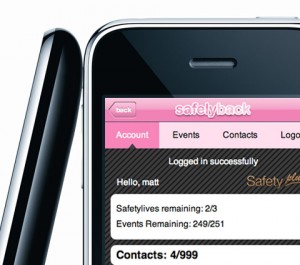 back
safelyback
Account Events Contacts Logo
Logged in successfully
Hello, matt
Safety plus
Safetylives remaining: 2/3
Events Remaining: 249/251
Contacts: 4/999